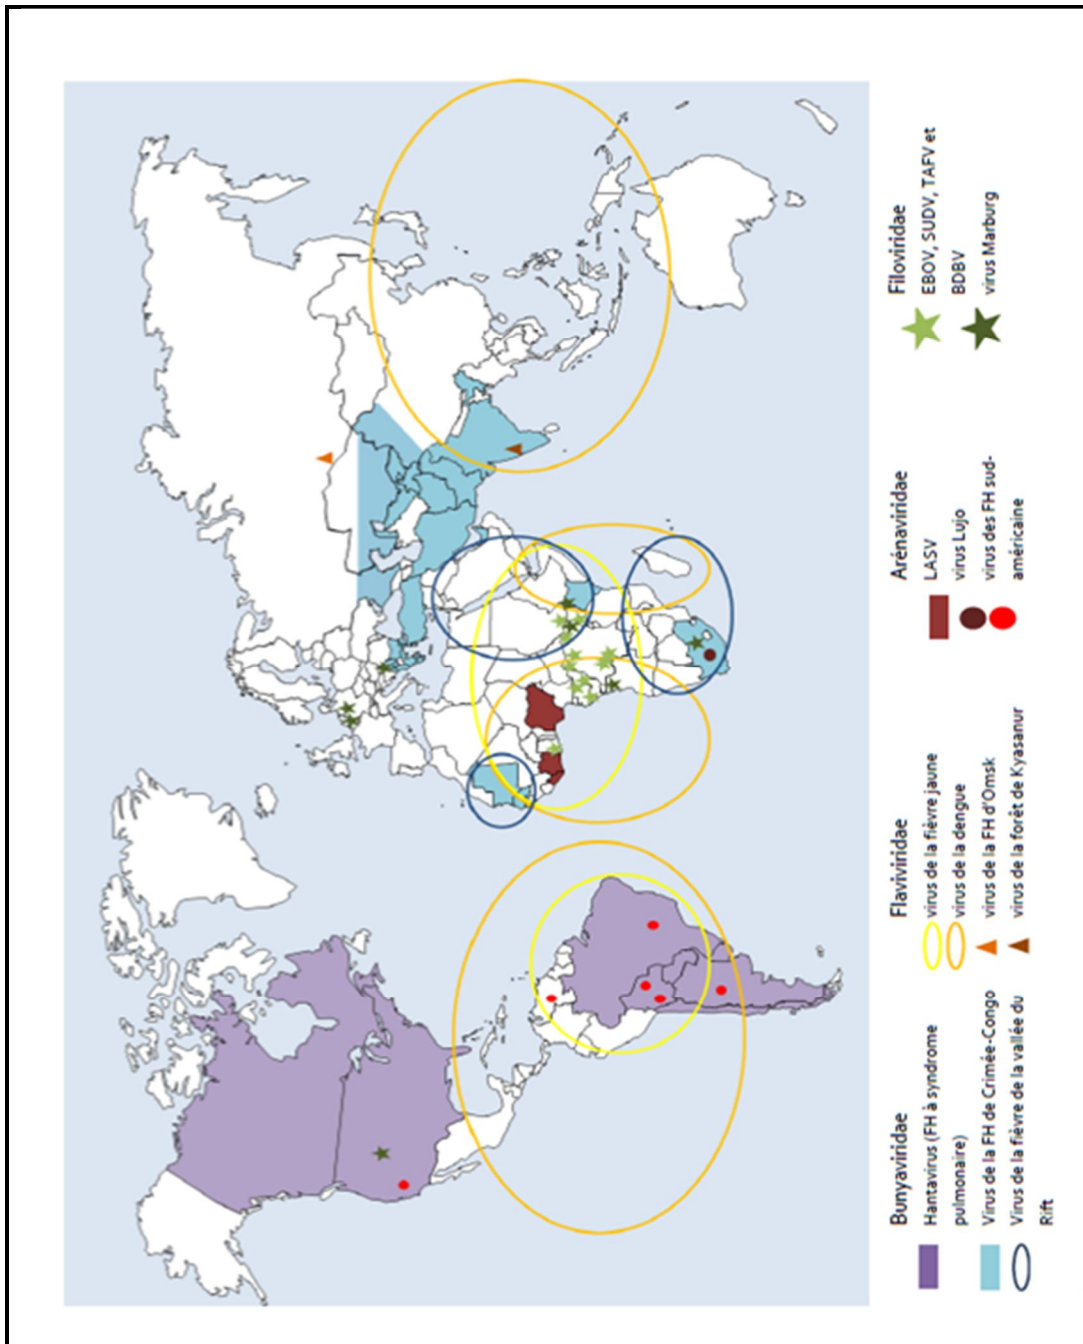 Bunyaviridae
Hantavirus (FH à syndrome
pulmonaire)
Virus de la FH de Crimée-Congo
Virus de la fièvre de la vallée du
Rift
Flaviviridae
virus de la fièvre jaune
virus de la dengue
virus de la FH d'Omsk
virus de la forêt de Kyasanur
Arénaviridae
LASV
virus Lujo
virus des FH sud-
américaine
Filoviridae
EBOV, SUDV, TAFV et
BDBV
virus Marburg